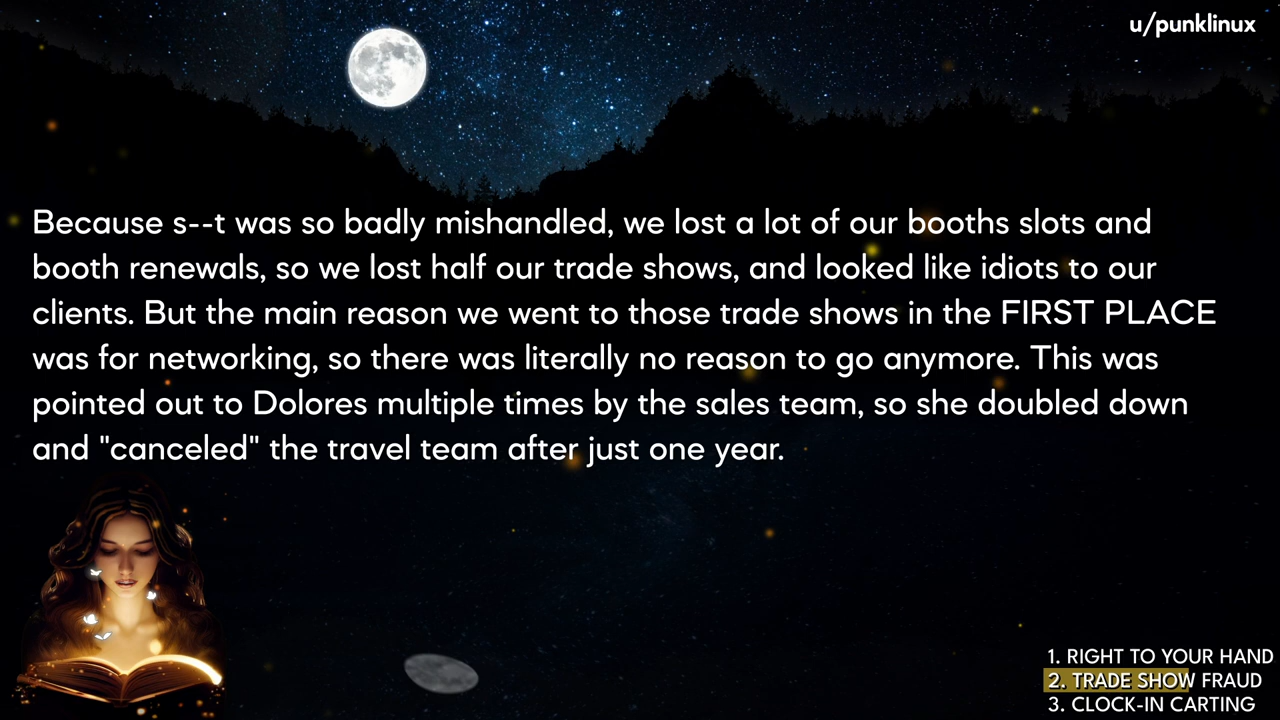 u/punklinux
Because s--t was so badly mishandled, we lost a lot of our booths slots and
booth renewals, so we lost half our trade shows, and looked like idiots to our
clients. But the main reason we went to those trade shows in the FIRST PLACE
was for networking, so there was literally no reason to go anymore. This was
pointed out to Dolores multiple times by the sales team, so she doubled down
and "canceled" the travel team after just one year.
1. RIGHT TO YOUR HAND
2. TRADE SHOW FRAUD
3. CLOCK-IN CARTING